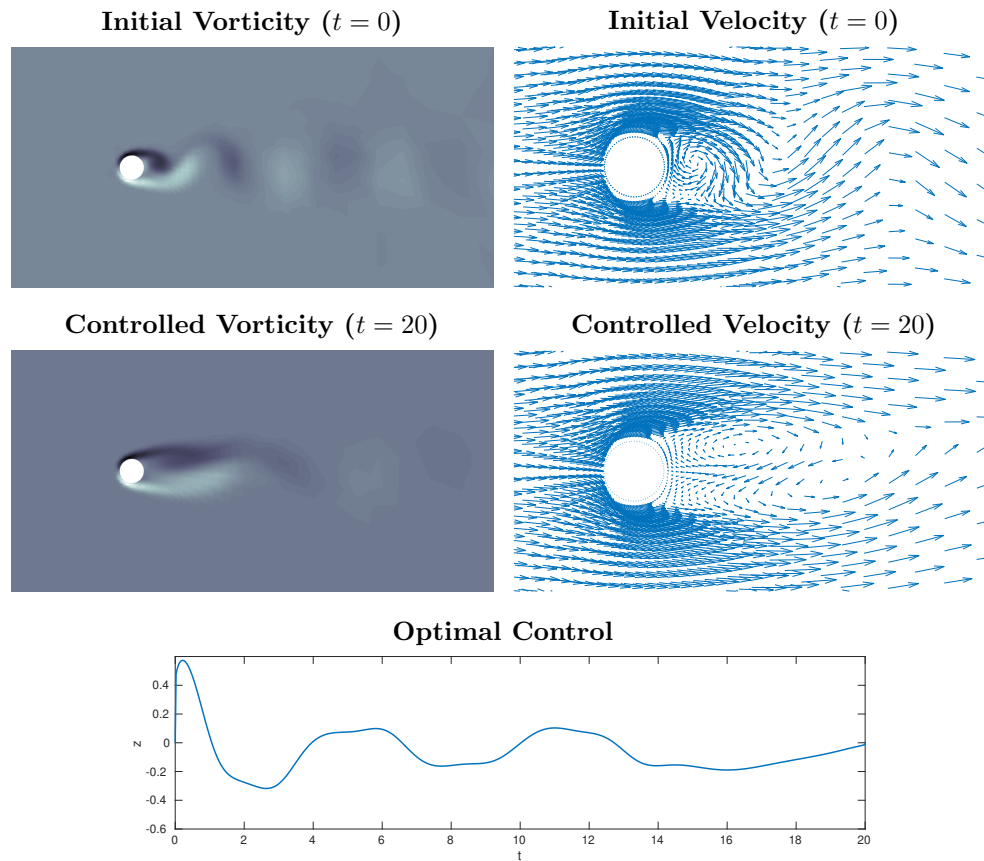 Initial Vorticity (t = 0)
Initial Velocity (t = 0)
Controlled Vorticity (t = 20)
Controlled Velocity (t = 20)
Optimal Control
0.4
0.2
0
-0.2
-0.4
-0.6
z
0 2 4 6 8 10 12 14 16 18 20
t